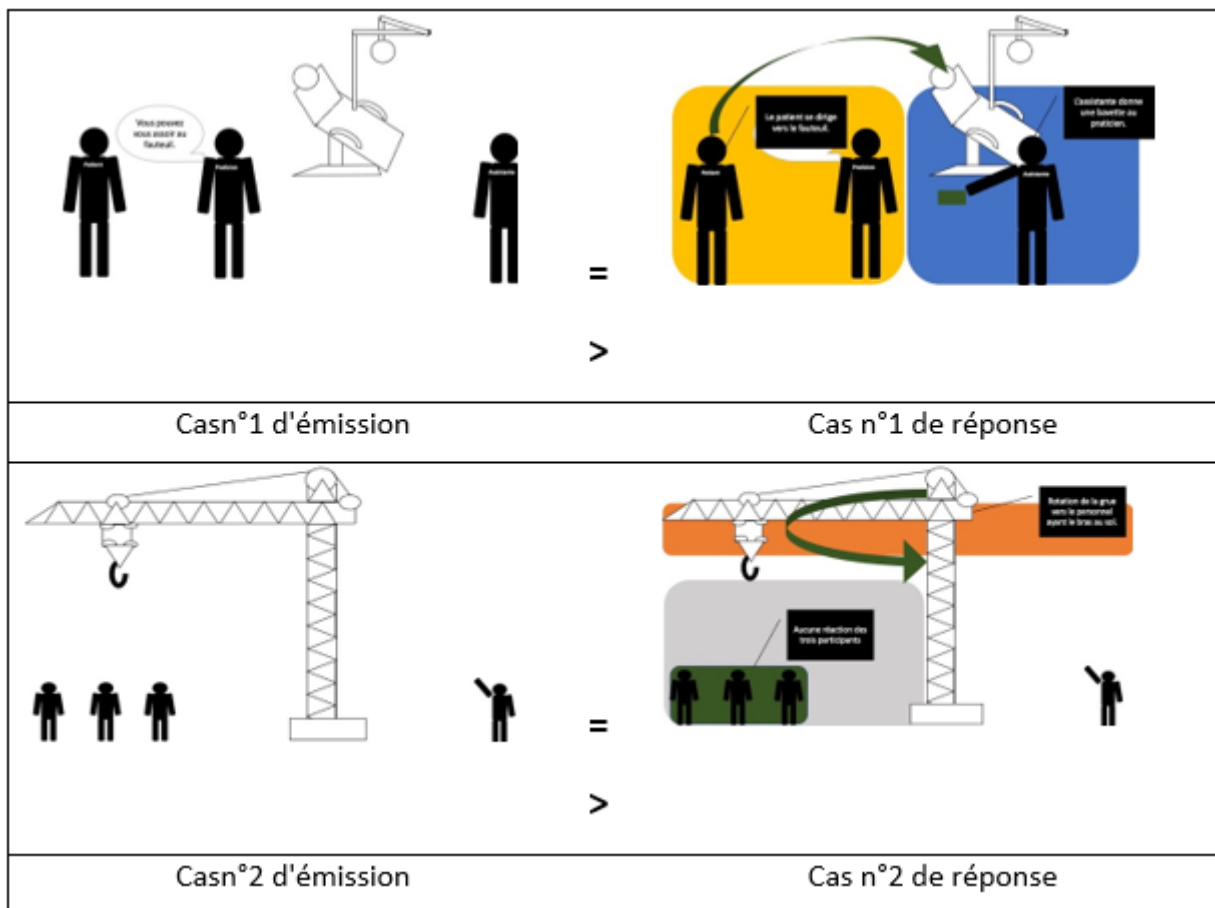 Vous pouvez
vous assoir au
fauteuil.
Patient
Praticien
Assistante
=
>
Le patient se dirige
vers le fauteuil.
L'assistante donne
une bavette au
praticien.
Patient
Praticien
Assistante
Casn°1 d'émission
Cas n°1 de réponse
=
>
Rotation de la grue
vers le personnel
ayant le bras au sol.
Aucune réaction des
trois participants
Casn°2 d'émission
Cas n°2 de réponse